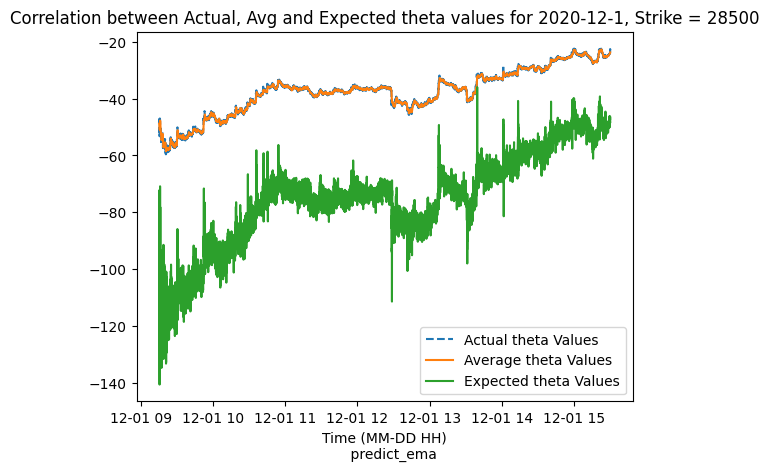 Correlation between Actual, Avg and Expected theta values for 2020-12-1, Strike = 28500
−20
−40
−60
−80
−100
−120
−140
Actual theta Values
Average theta Values
Expected theta Values
12-01 09 12-01 10 12-01 11 12-01 12 12-01 13 12-01 14 12-01 15
Time (MM-DD HH)
predict_ema